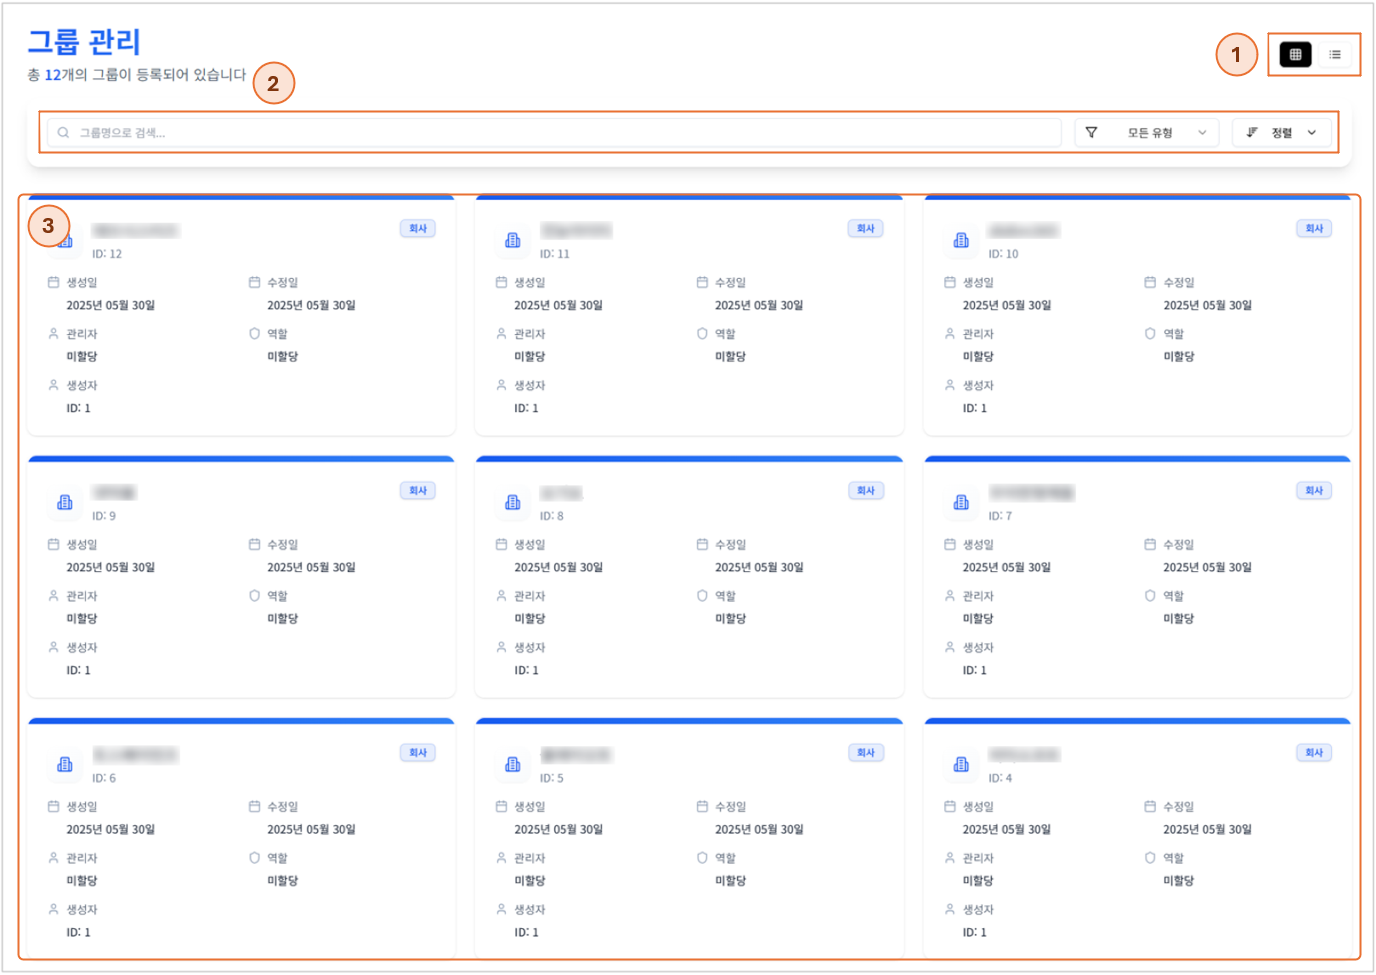 그룹 관리
총 12개의 그룹이 등록되어 있습니다
1
2
그룹명으로 검색...
모든 유형
정렬
3
회사
ID: 12
생성일 수정일
2025년 05월 30일 2025년 05월 30일
관리자 역할
미할당 미할당
생성자
ID: 1
회사
ID: 11
생성일 수정일
2025년 05월 30일 2025년 05월 30일
관리자 역할
미할당 미할당
생성자
ID: 1
회사
ID: 10
생성일 수정일
2025년 05월 30일 2025년 05월 30일
관리자 역할
미할당 미할당
생성자
ID: 1
회사
ID: 9
생성일 수정일
2025년 05월 30일 2025년 05월 30일
관리자 역할
미할당 미할당
생성자
ID: 1
회사
ID: 8
생성일 수정일
2025년 05월 30일 2025년 05월 30일
관리자 역할
미할당 미할당
생성자
ID: 1
회사
ID: 7
생성일 수정일
2025년 05월 30일 2025년 05월 30일
관리자 역할
미할당 미할당
생성자
ID: 1
회사
ID: 6
생성일 수정일
2025년 05월 30일 2025년 05월 30일
관리자 역할
미할당 미할당
생성자
ID: 1
회사
ID: 5
생성일 수정일
2025년 05월 30일 2025년 05월 30일
관리자 역할
미할당 미할당
생성자
ID: 1
회사
ID: 4
생성일 수정일
2025년 05월 30일 2025년 05월 30일
관리자 역할
미할당 미할당
생성자
ID: 1